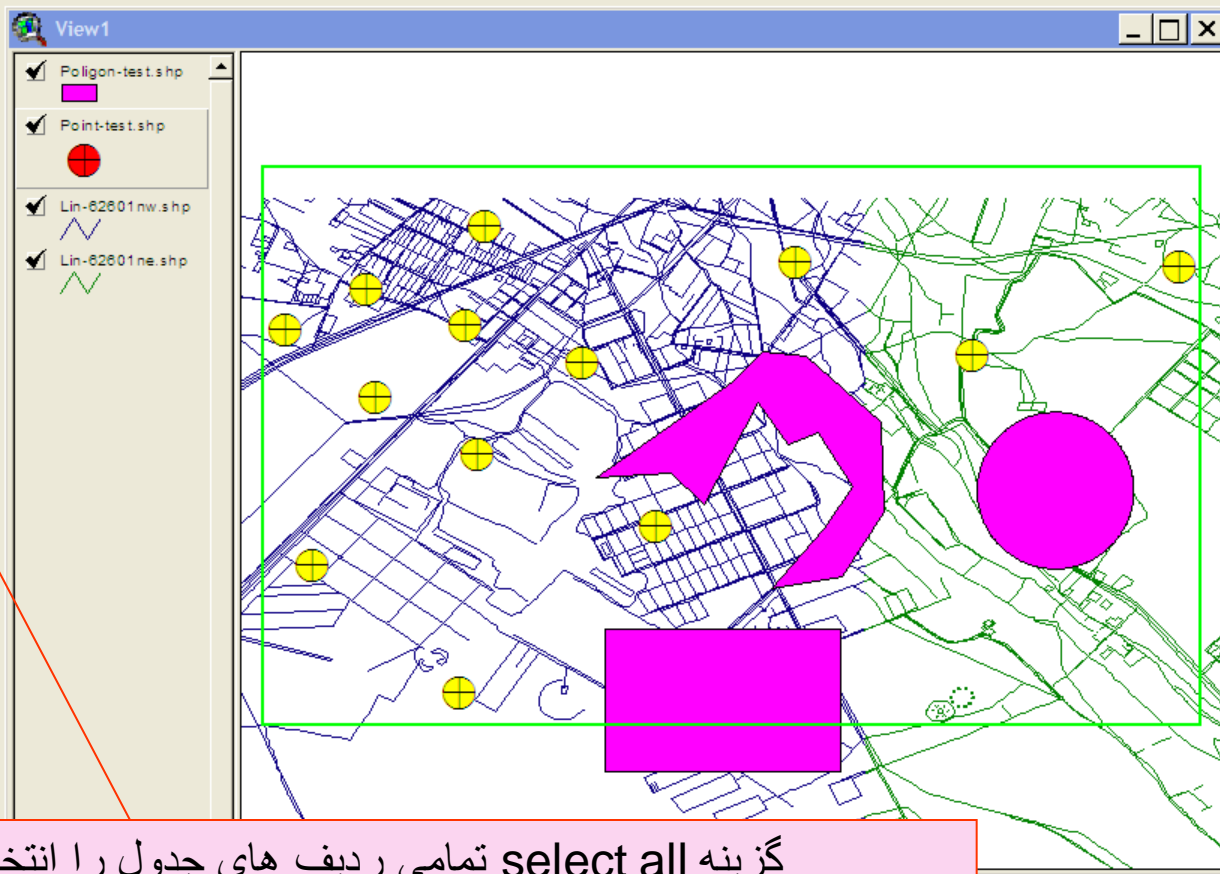 View1
Poligon-test.shp
Point-test.shp
Lin-62601nw.shp
Lin-62601ne.shp
گزینه select all تمامی ردیف های جدول را